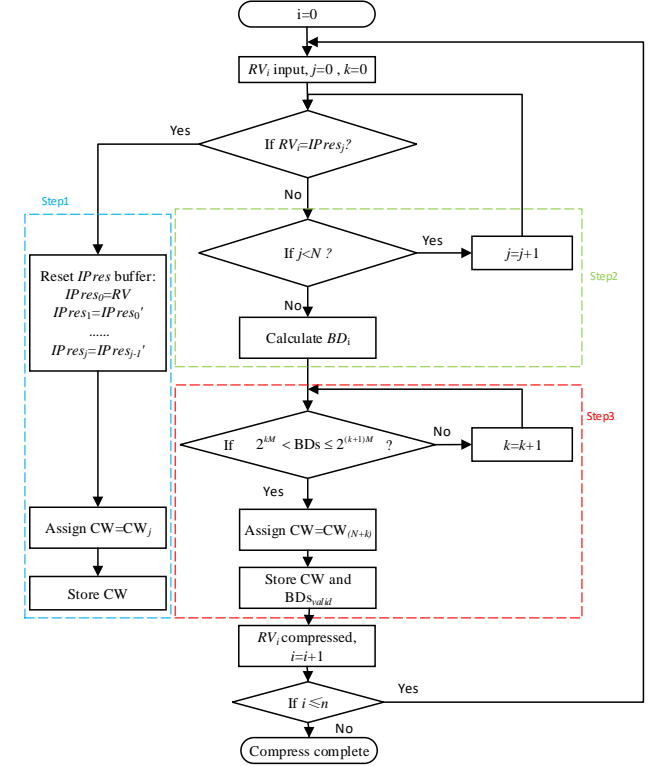 i=0
RVi input, j=0 , k=0
If RVi=IPresj?
Yes
No
Step1
If j<N ?
Yes
j=j+1
Step2
No
Calculate BDi
Reset IPres buffer:
IPres0=RV
IPres1=IPres0'
......
IPresj=IPresj-1'
Step3
If 2^kM < BDs ≤ 2^(k+1)M ?
No
k=k+1
Yes
Assign CW=CWj
Assign CW=CW(N+k)
Store CW
Store CW and
BDsvalid
RVi compressed,
i=i+1
If i⩽n
Yes
No
Compress complete